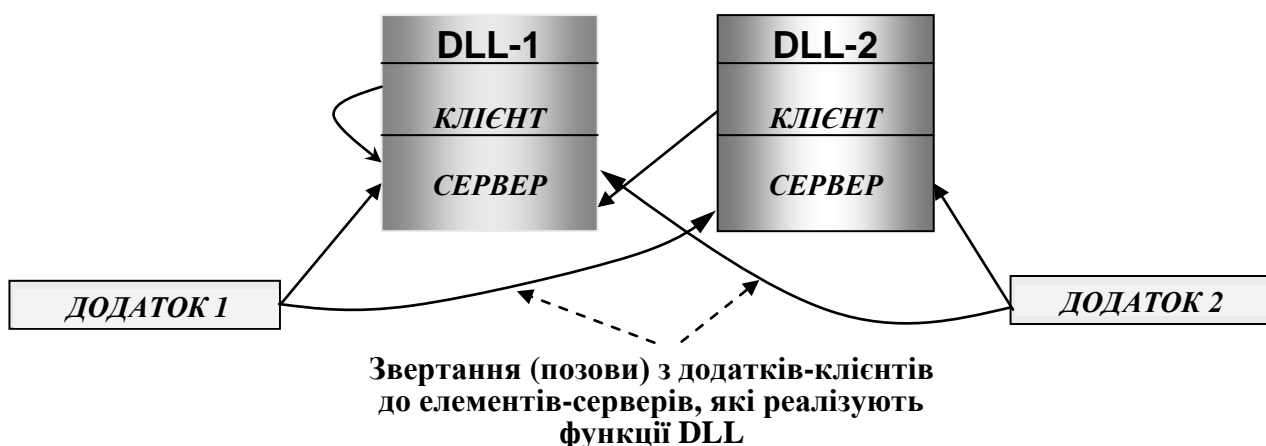 DLL-1
КЛІЄНТ
СЕРВЕР
DLL-2
КЛІЄНТ
СЕРВЕР
ДОДАТОК 1
ДОДАТОК 2
Звертання (позови) з додатків-клієнтів
до елементів-серверів, які реалізують
функції DLL